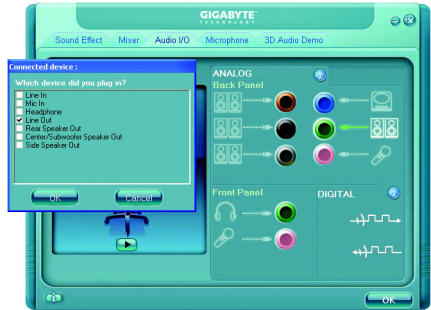 GIGABYTE™
TECHNOLOGY
Sound Effect Mixer Audio I/O Microphone 3D Audio Demo
Connected device :
Which device did you plug in?
Line In
Mic In
Headphone
Line Out
Rear Speaker Out
Center/Subwoofer Speaker Out
Side Speaker Out
OK Cancel
ANALOG
Back Panel
Front Panel
DIGITAL
OK